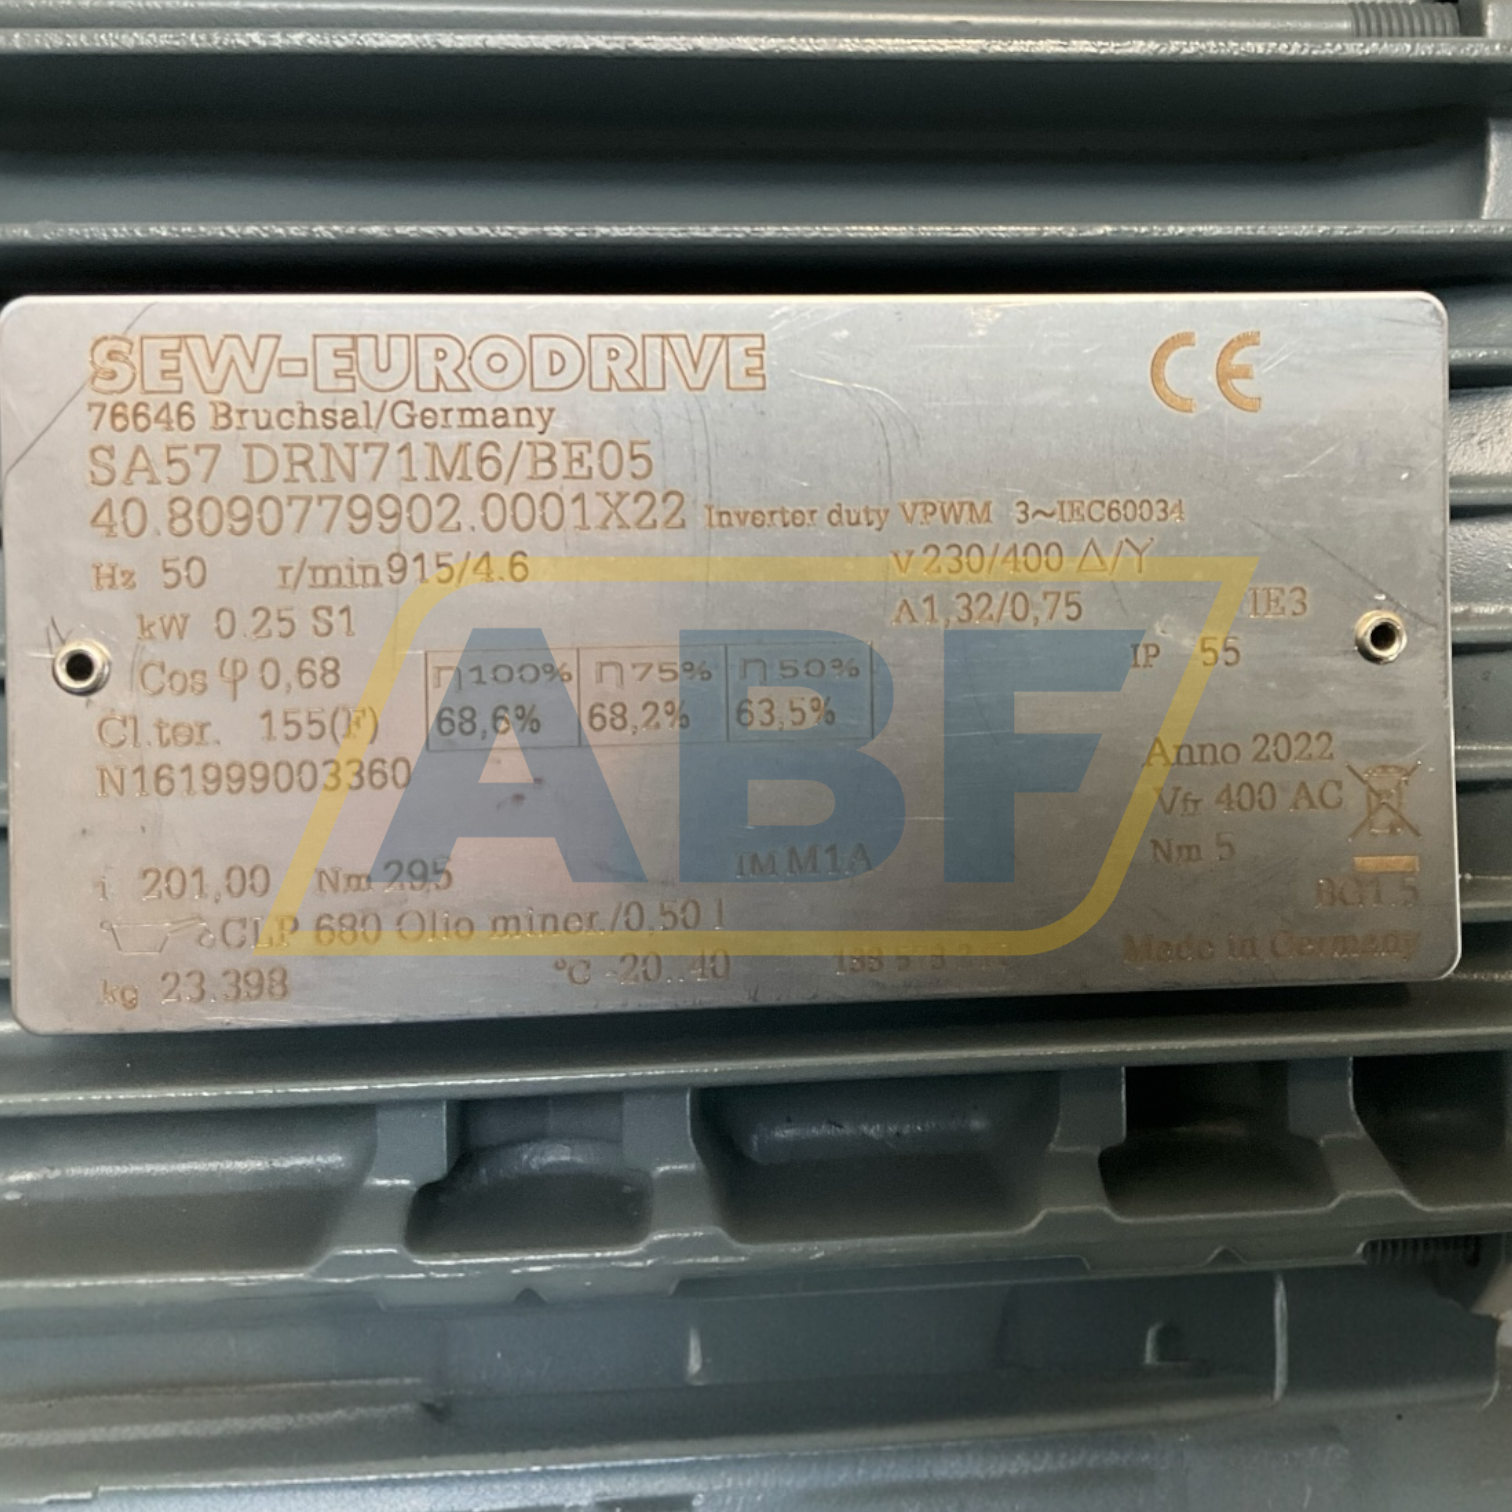 SEW-EURODRIVE CE
76646 Bruchsal/Germany
SA57 DRN71M6/BE05
40.8090779902.0001X22 Inverter duty VPWM 3~IEC60034
Hz 50 r/min 915/4.6 V 230/400 Δ/Y
kW 0.25 S1 A 1,32/0,75 IE3
Cos φ 0,68 η 100% η 75% η 50% IP 55
Cl.ter. 155(F) 68,6% 68,2% 63,5%
N161999003360 Anno 2022
Vfr 400 AC
i 201,00 Nm 295 IM M1A Nm 5
BG1.5
CLP 680 Olio miner./0,50 l
kg 23.398 °C -20..40 Made in Germany
ABF